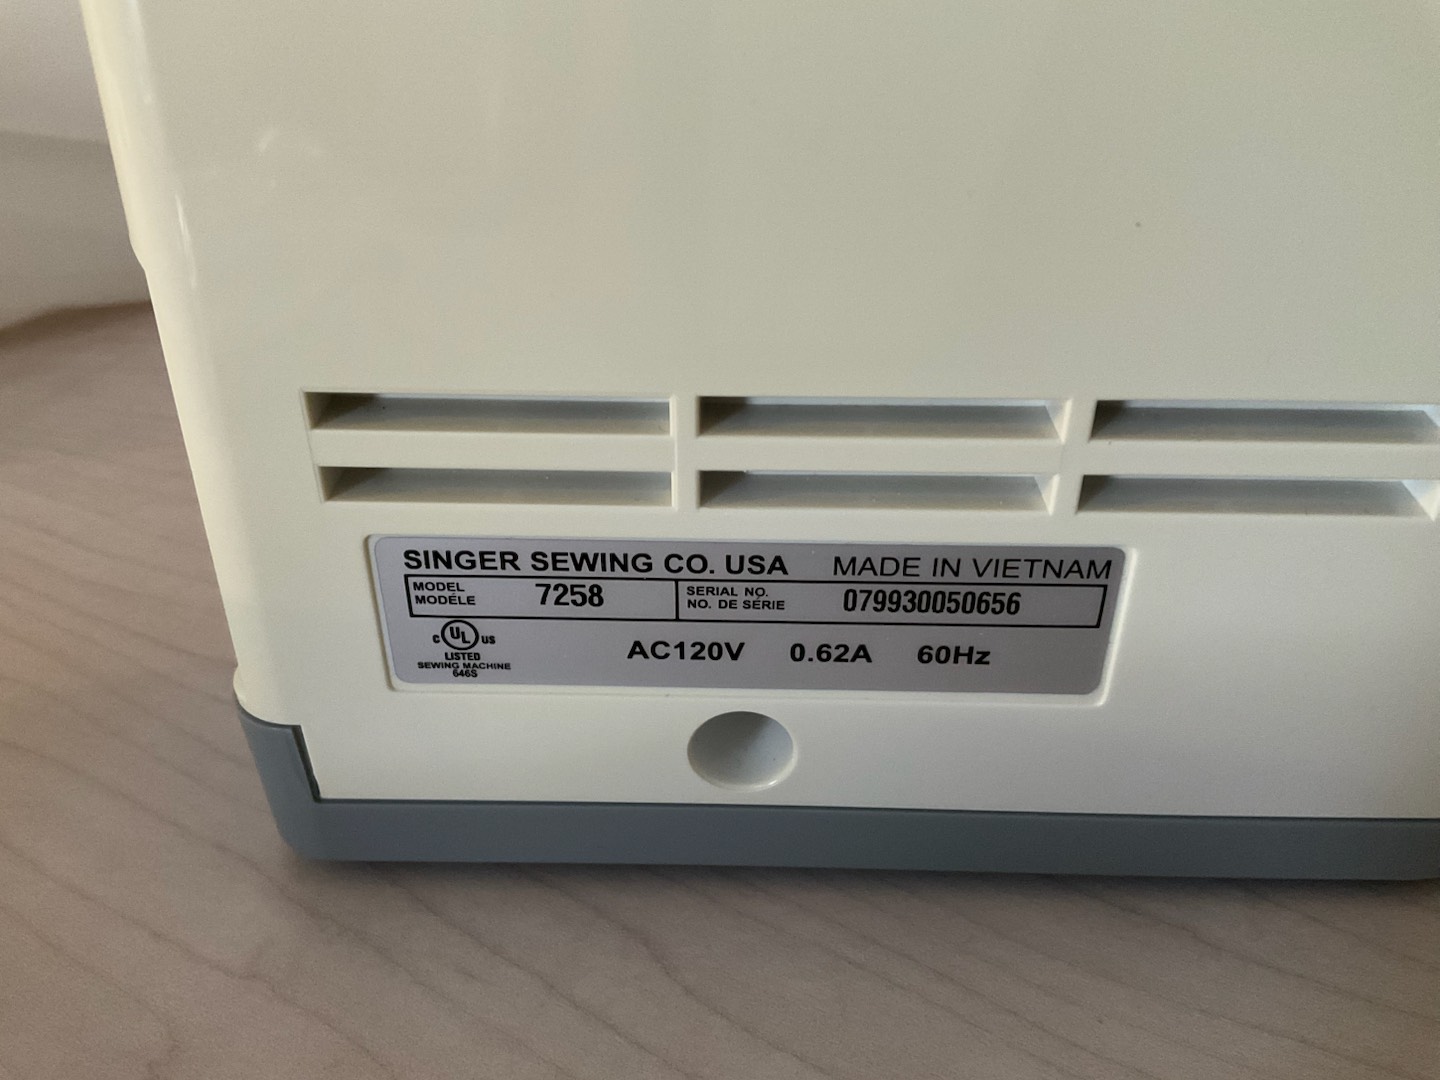 SINGER SEWING CO. USA MADE IN VIETNAM
MODEL
MODÉLE
7258
SERIAL NO.
NO. DE SÉRIE
079930050656
C UL US
LISTED
SEWING MACHINE
646S
AC120V 0.62A 60Hz